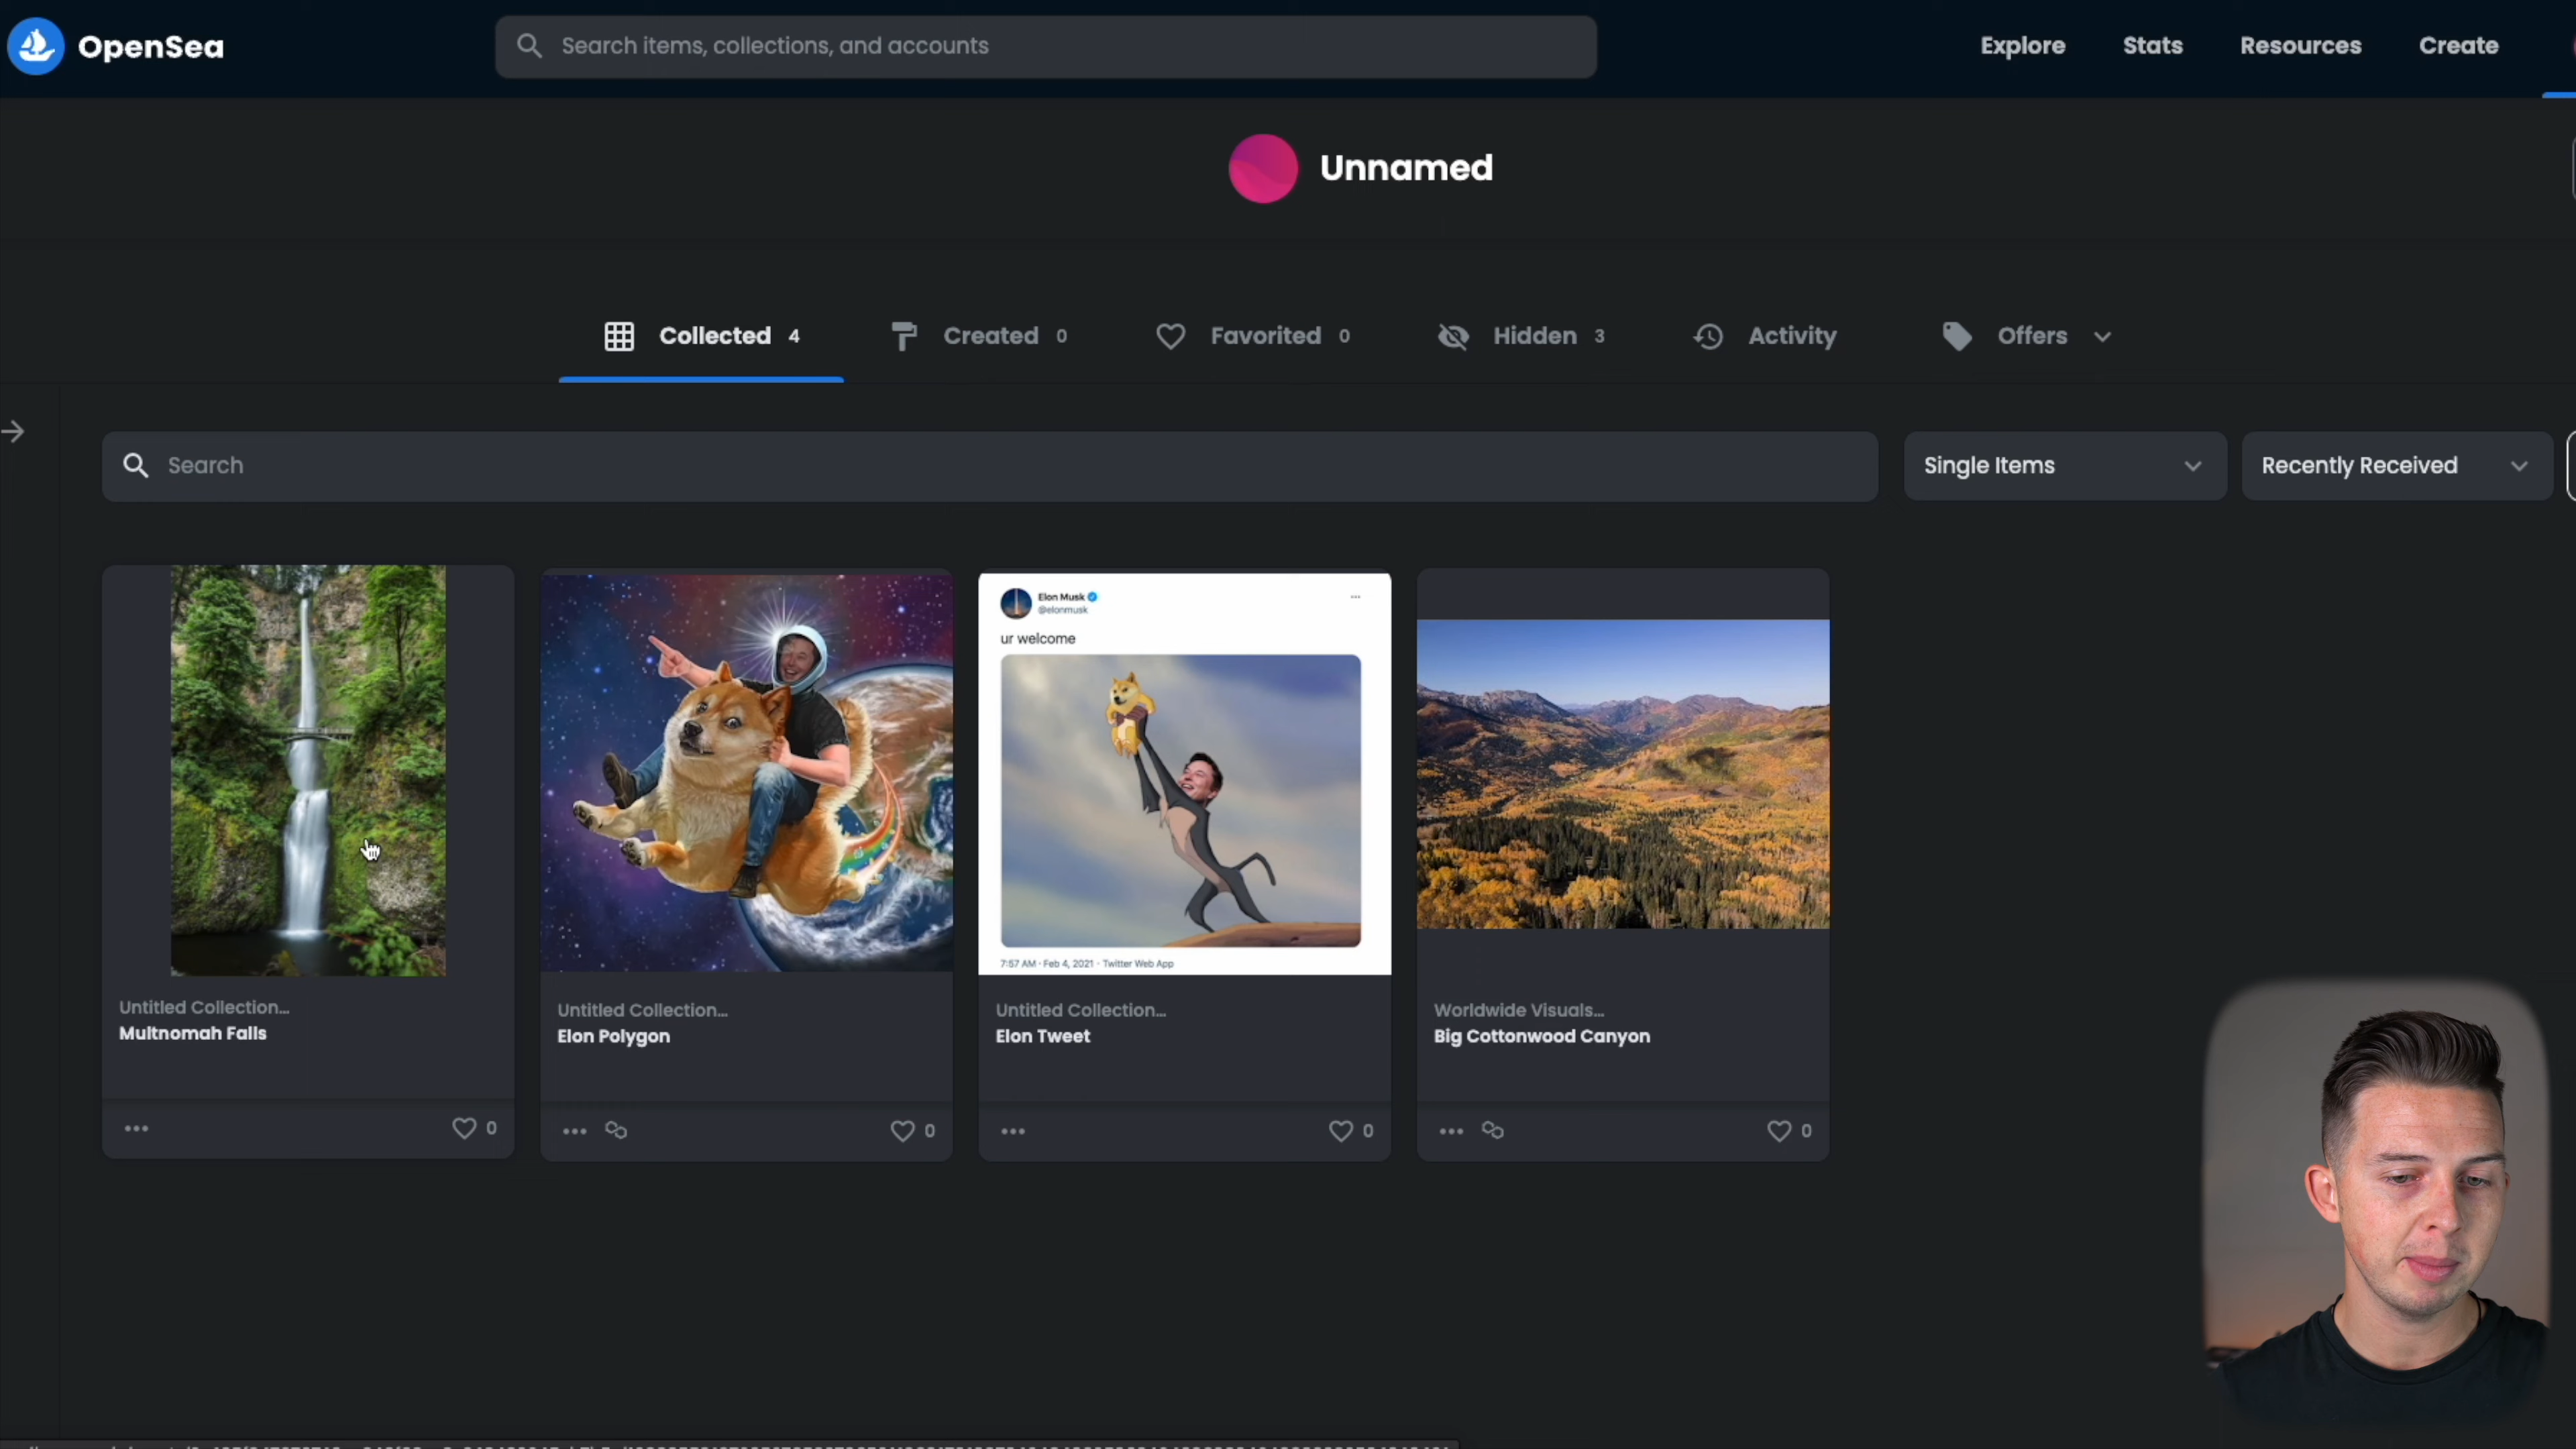 OpenSea
Search items, collections, and accounts
Explore
Stats
Resources
Create
Unnamed
Collected 4
Created 0
Favorited 0
Hidden 3
Activity
Offers
Search
Single Items
Recently Received
Elon Musk
@elonmusk
ur welcome
7:57 AM · Feb 4, 2021 · Twitter Web App
Untitled Collection...
Multnomah Falls
0
Untitled Collection...
Elon Polygon
0
Untitled Collection...
Elon Tweet
0
Worldwide Visuals...
Big Cottonwood Canyon
0